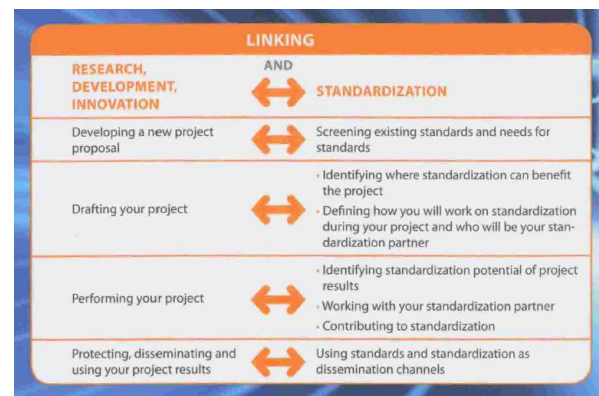 LINKING
RESEARCH,
DEVELOPMENT,
INNOVATION
AND
STANDARDIZATION
Developing a new project
proposal
Screening existing standards and needs for
standards
Drafting your project
• Identifying where standardization can benefit
the project
• Defining how you will work on standardization
during your project and who will be your stan-
dardization partner
Performing your project
• Identifying standardization potential of project
results
• Working with your standardization partner
• Contributing to standardization
Protecting, disseminating and
using your project results
Using standards and standardization as
dissemination channels